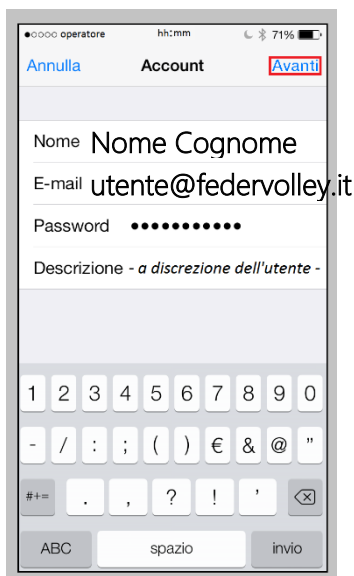 ●○○○○ operatore hh:mm 71%
Annulla Account Avanti
Nome Nome Cognome
E-mail utente@federvolley.it
Password ●●●●●●●●●●●
Descrizione - a discrezione dell'utente -
1 2 3 4 5 6 7 8 9 0
- / : ; ( ) € & @ "
#+= . , ? ! '
ABC spazio invio